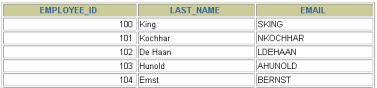 EMPLOYEE_ID LAST_NAME EMAIL
100 King SKING
101 Kochhar NKOCHHAR
102 De Haan LDEHAAN
103 Hunold AHUNOLD
104 Ernst BERNST